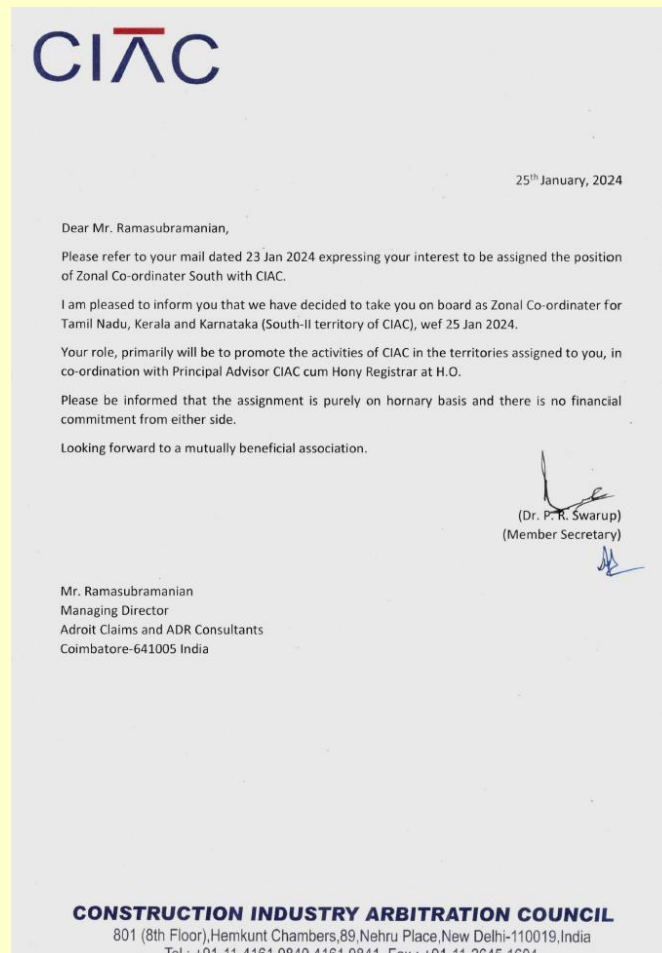 CIAC
25th January, 2024
Dear Mr. Ramasubramanian,
Please refer to your mail dated 23 Jan 2024 expressing your interest to be assigned the position
of Zonal Co-ordinater South with CIAC.
I am pleased to inform you that we have decided to take you on board as Zonal Co-ordinater for
Tamil Nadu, Kerala and Karnataka (South-II territory of CIAC), wef 25 Jan 2024.
Your role, primarily will be to promote the activities of CIAC in the territories assigned to you, in
co-ordination with Principal Advisor CIAC cum Hony Registrar at H.O.
Please be informed that the assignment is purely on hornary basis and there is no financial
commitment from either side.
Looking forward to a mutually beneficial association.
(Dr. P. R. Swarup)
(Member Secretary)
Mr. Ramasubramanian
Managing Director
Adroit Claims and ADR Consultants
Coimbatore-641005 India
CONSTRUCTION INDUSTRY ARBITRATION COUNCIL
801 (8th Floor),Hemkunt Chambers,89,Nehru Place,New Delhi-110019,India